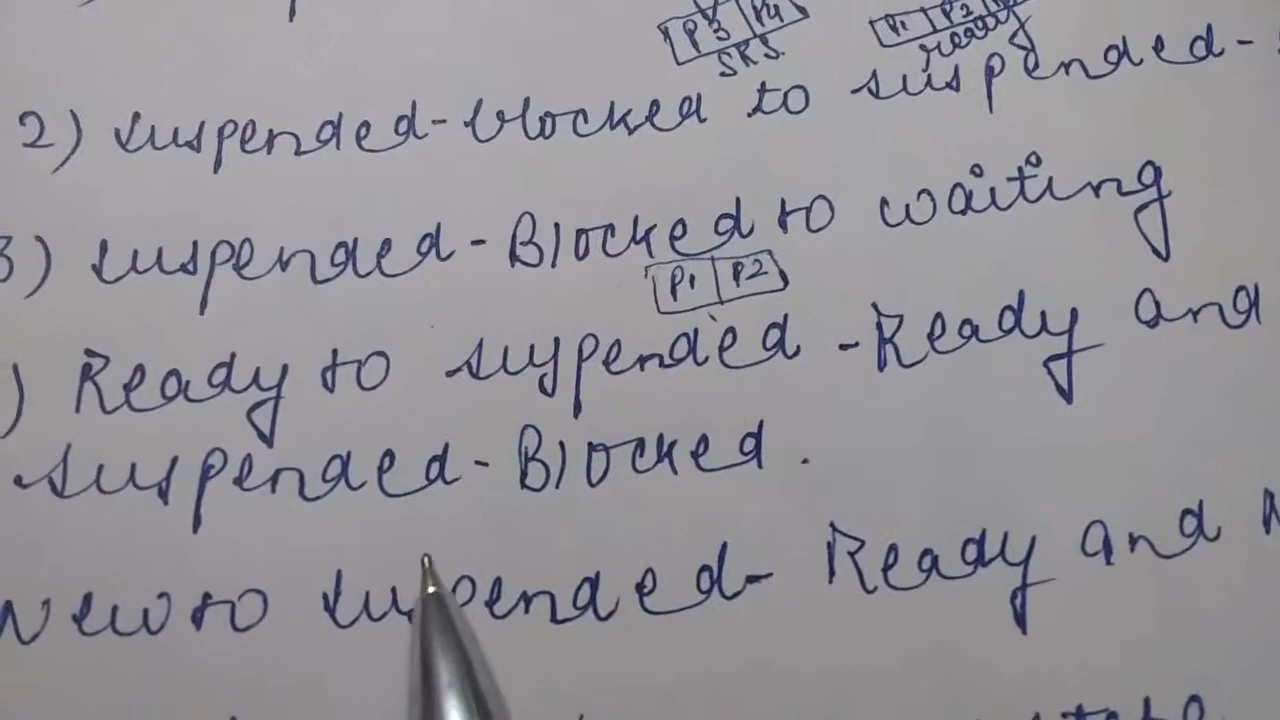 P3 P4
SRS.
P1 P2
ready
2) suspended-blocked to suspended-
3) suspended-Blocked to waiting
P1 P2
) Ready to suspended-Ready and
suspended-Blocked.
New to suspended- Ready and